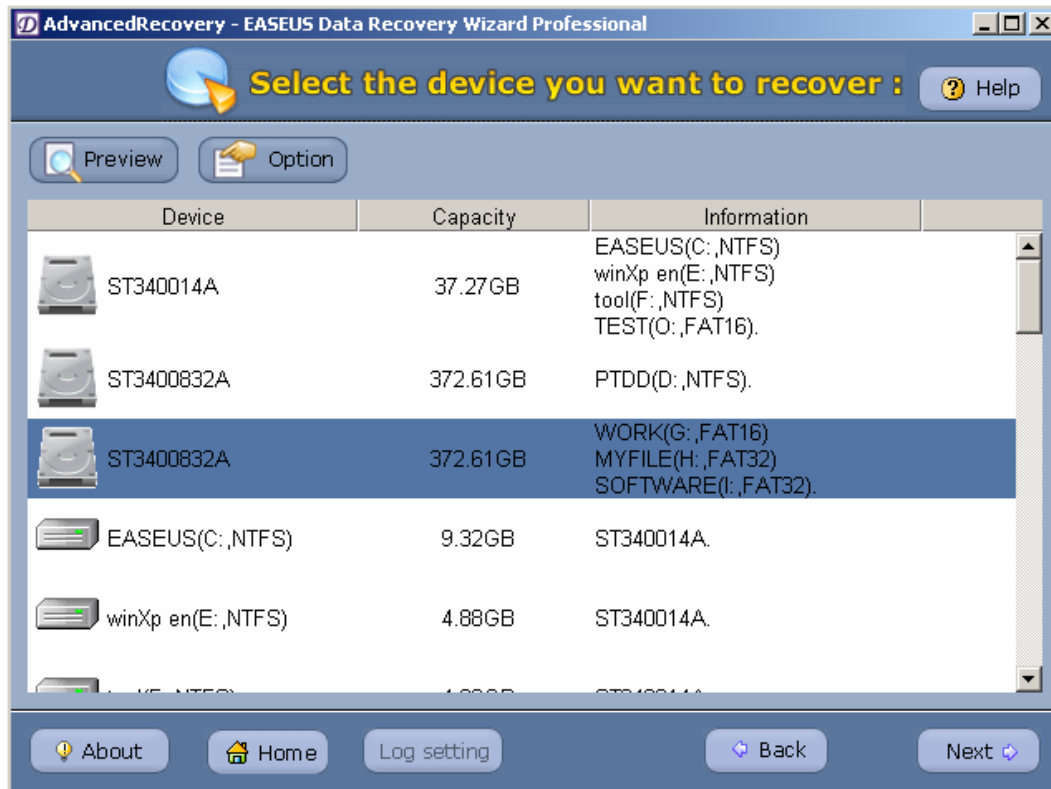 AdvancedRecovery - EASEUS Data Recovery Wizard Professional
Select the device you want to recover :
Help
Preview
Option
Device Capacity Information
ST340014A 37.27GB
EASEUS(C:,NTFS)
winXp en(E:,NTFS)
tool(F:,NTFS)
TEST(O:,FAT16).
ST3400832A 372.61GB PTDD(D:,NTFS).
ST3400832A 372.61GB
WORK(G:,FAT16)
MYFILE(H:,FAT32)
SOFTWARE(I:,FAT32).
EASEUS(C:,NTFS) 9.32GB ST340014A.
winXp en(E:,NTFS) 4.88GB ST340014A.
About
Home
Log setting
Back
Next